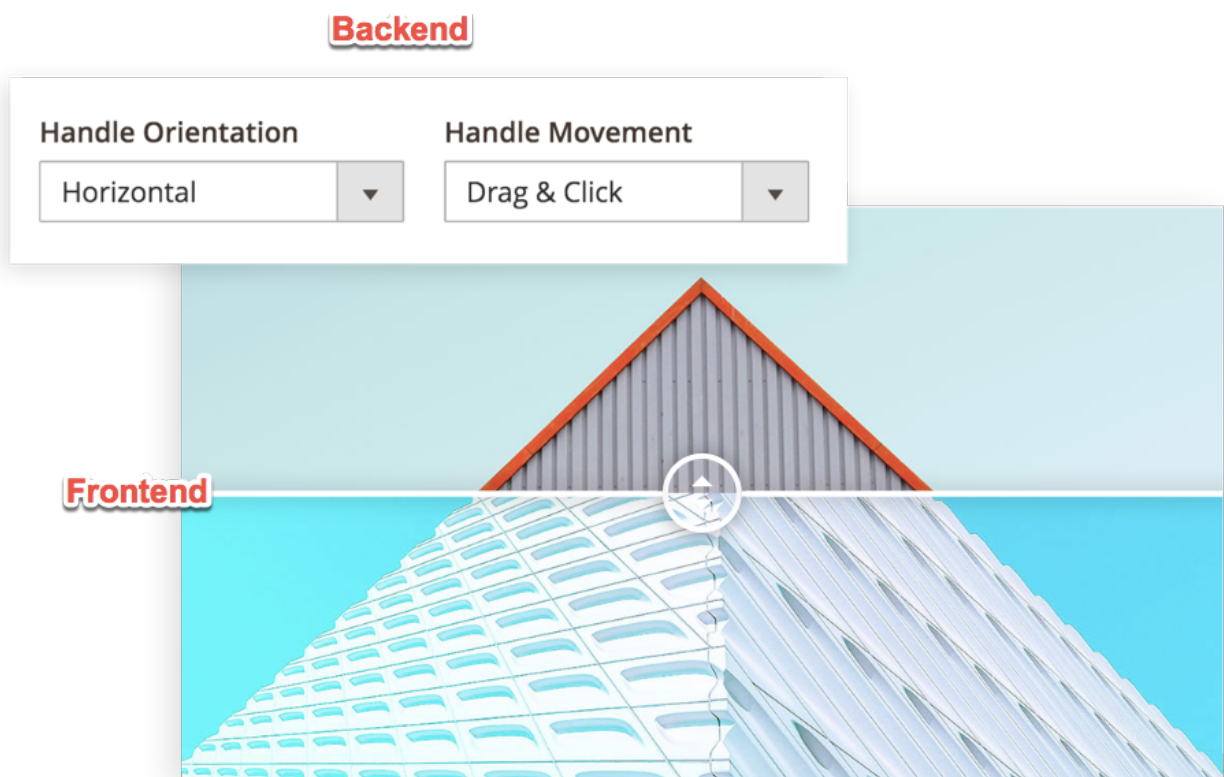 Backend
Handle Orientation
Handle Movement
Horizontal
Drag & Click
Frontend